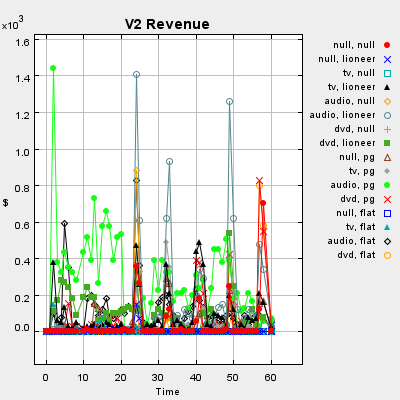 V2 Revenue
x10³
1.6
1.4
1.2
1.0
0.8
0.6
0.4
0.2
0.0
$
0
10
20
30
40
50
60
Time
null, null
null, lioneer
tv, null
tv, lioneer
audio, null
audio, lioneer
dvd, null
dvd, lioneer
null, pg
tv, pg
audio, pg
dvd, pg
null, flat
tv, flat
audio, flat
dvd, flat